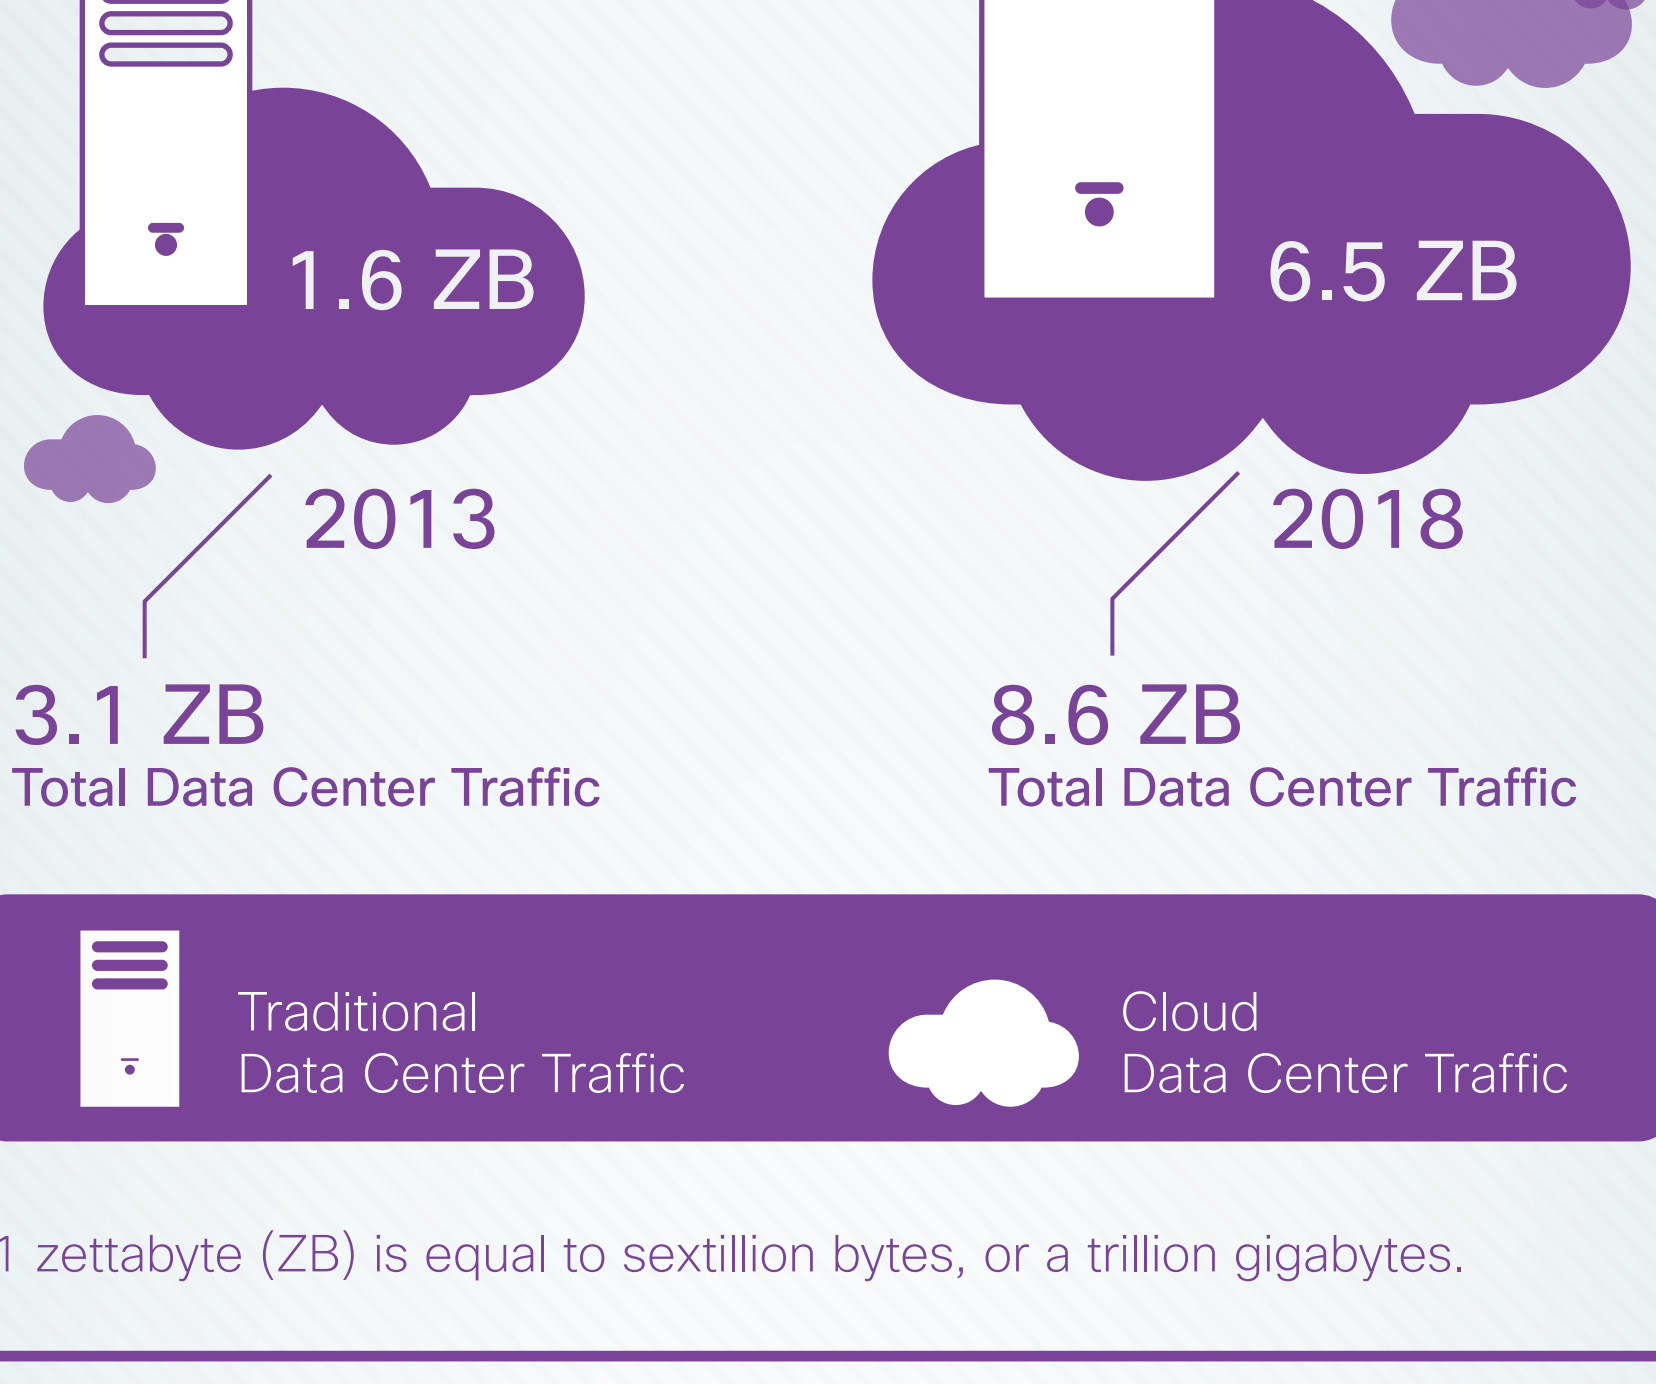 1.6 ZB
6.5 ZB
2013
2018
3.1 ZB
Total Data Center Traffic
8.6 ZB
Total Data Center Traffic
Traditional
Data Center Traffic
Cloud
Data Center Traffic
1 zettabyte (ZB) is equal to sextillion bytes, or a trillion gigabytes.